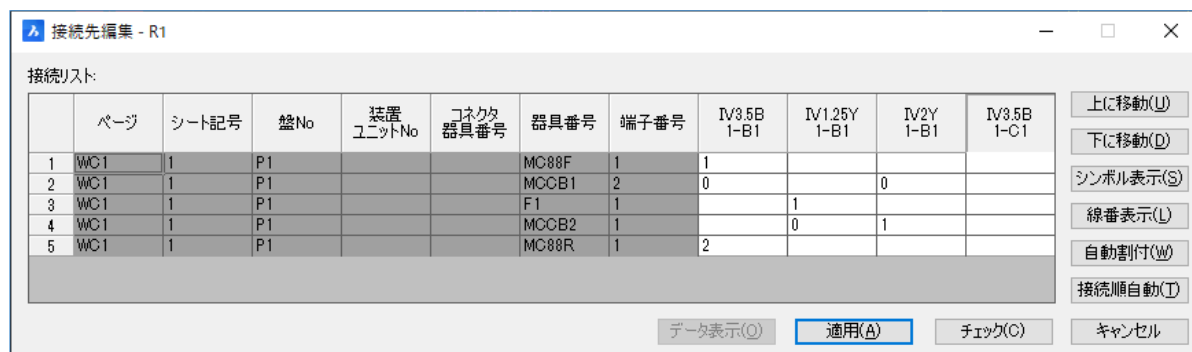 接続先編集 - R1
接続リスト:
ページ シート記号 盤No 装置ユニットNo コネクタ器具番号 器具番号 端子番号 IV3.5B 1-B1 IV1.25Y 1-B1 IV2Y 1-B1 IV3.5B 1-C1
1 WC1 1 P1 MC88F 1 1
2 WC1 1 P1 MCCB1 2 0 0
3 WC1 1 P1 F1 1 1
4 WC1 1 P1 MCCB2 1 0 1
5 WC1 1 P1 MC88R 1 2
上に移動(U)
下に移動(D)
シンボル表示(S)
線番表示(L)
自動割付(W)
接続順自動(T)
データ表示(O) 適用(A) チェック(C) キャンセル